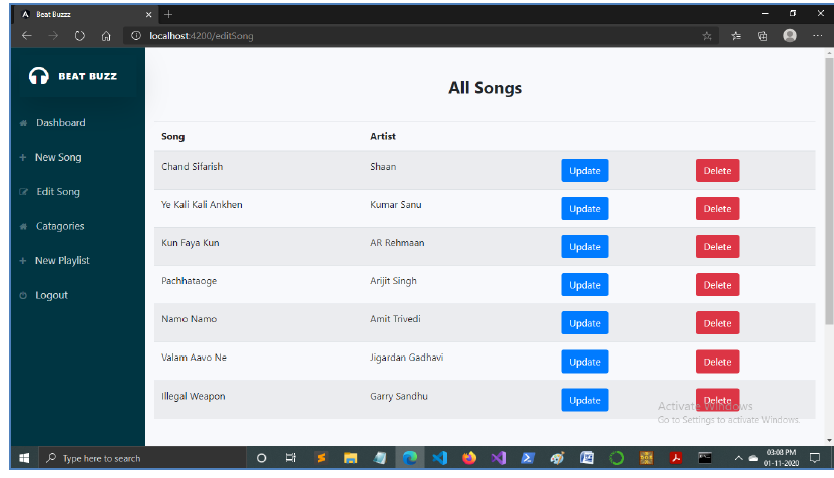 Beat Buzzz
localhost:4200/editSong
BEAT BUZZ
Dashboard
New Song
Edit Song
Catagories
New Playlist
Logout
All Songs
Song Artist
Chand Sifarish Shaan Update Delete
Ye Kali Kali Ankhen Kumar Sanu Update Delete
Kun Faya Kun AR Rehmaan Update Delete
Pachhataoge Arijit Singh Update Delete
Namo Namo Amit Trivedi Update Delete
Valam Aavo Ne Jigardan Gadhavi Update Delete
Illegal Weapon Garry Sandhu Update Delete
Activate Windows
Go to Settings to activate Windows.
Type here to search
03:08 PM
01-11-2020